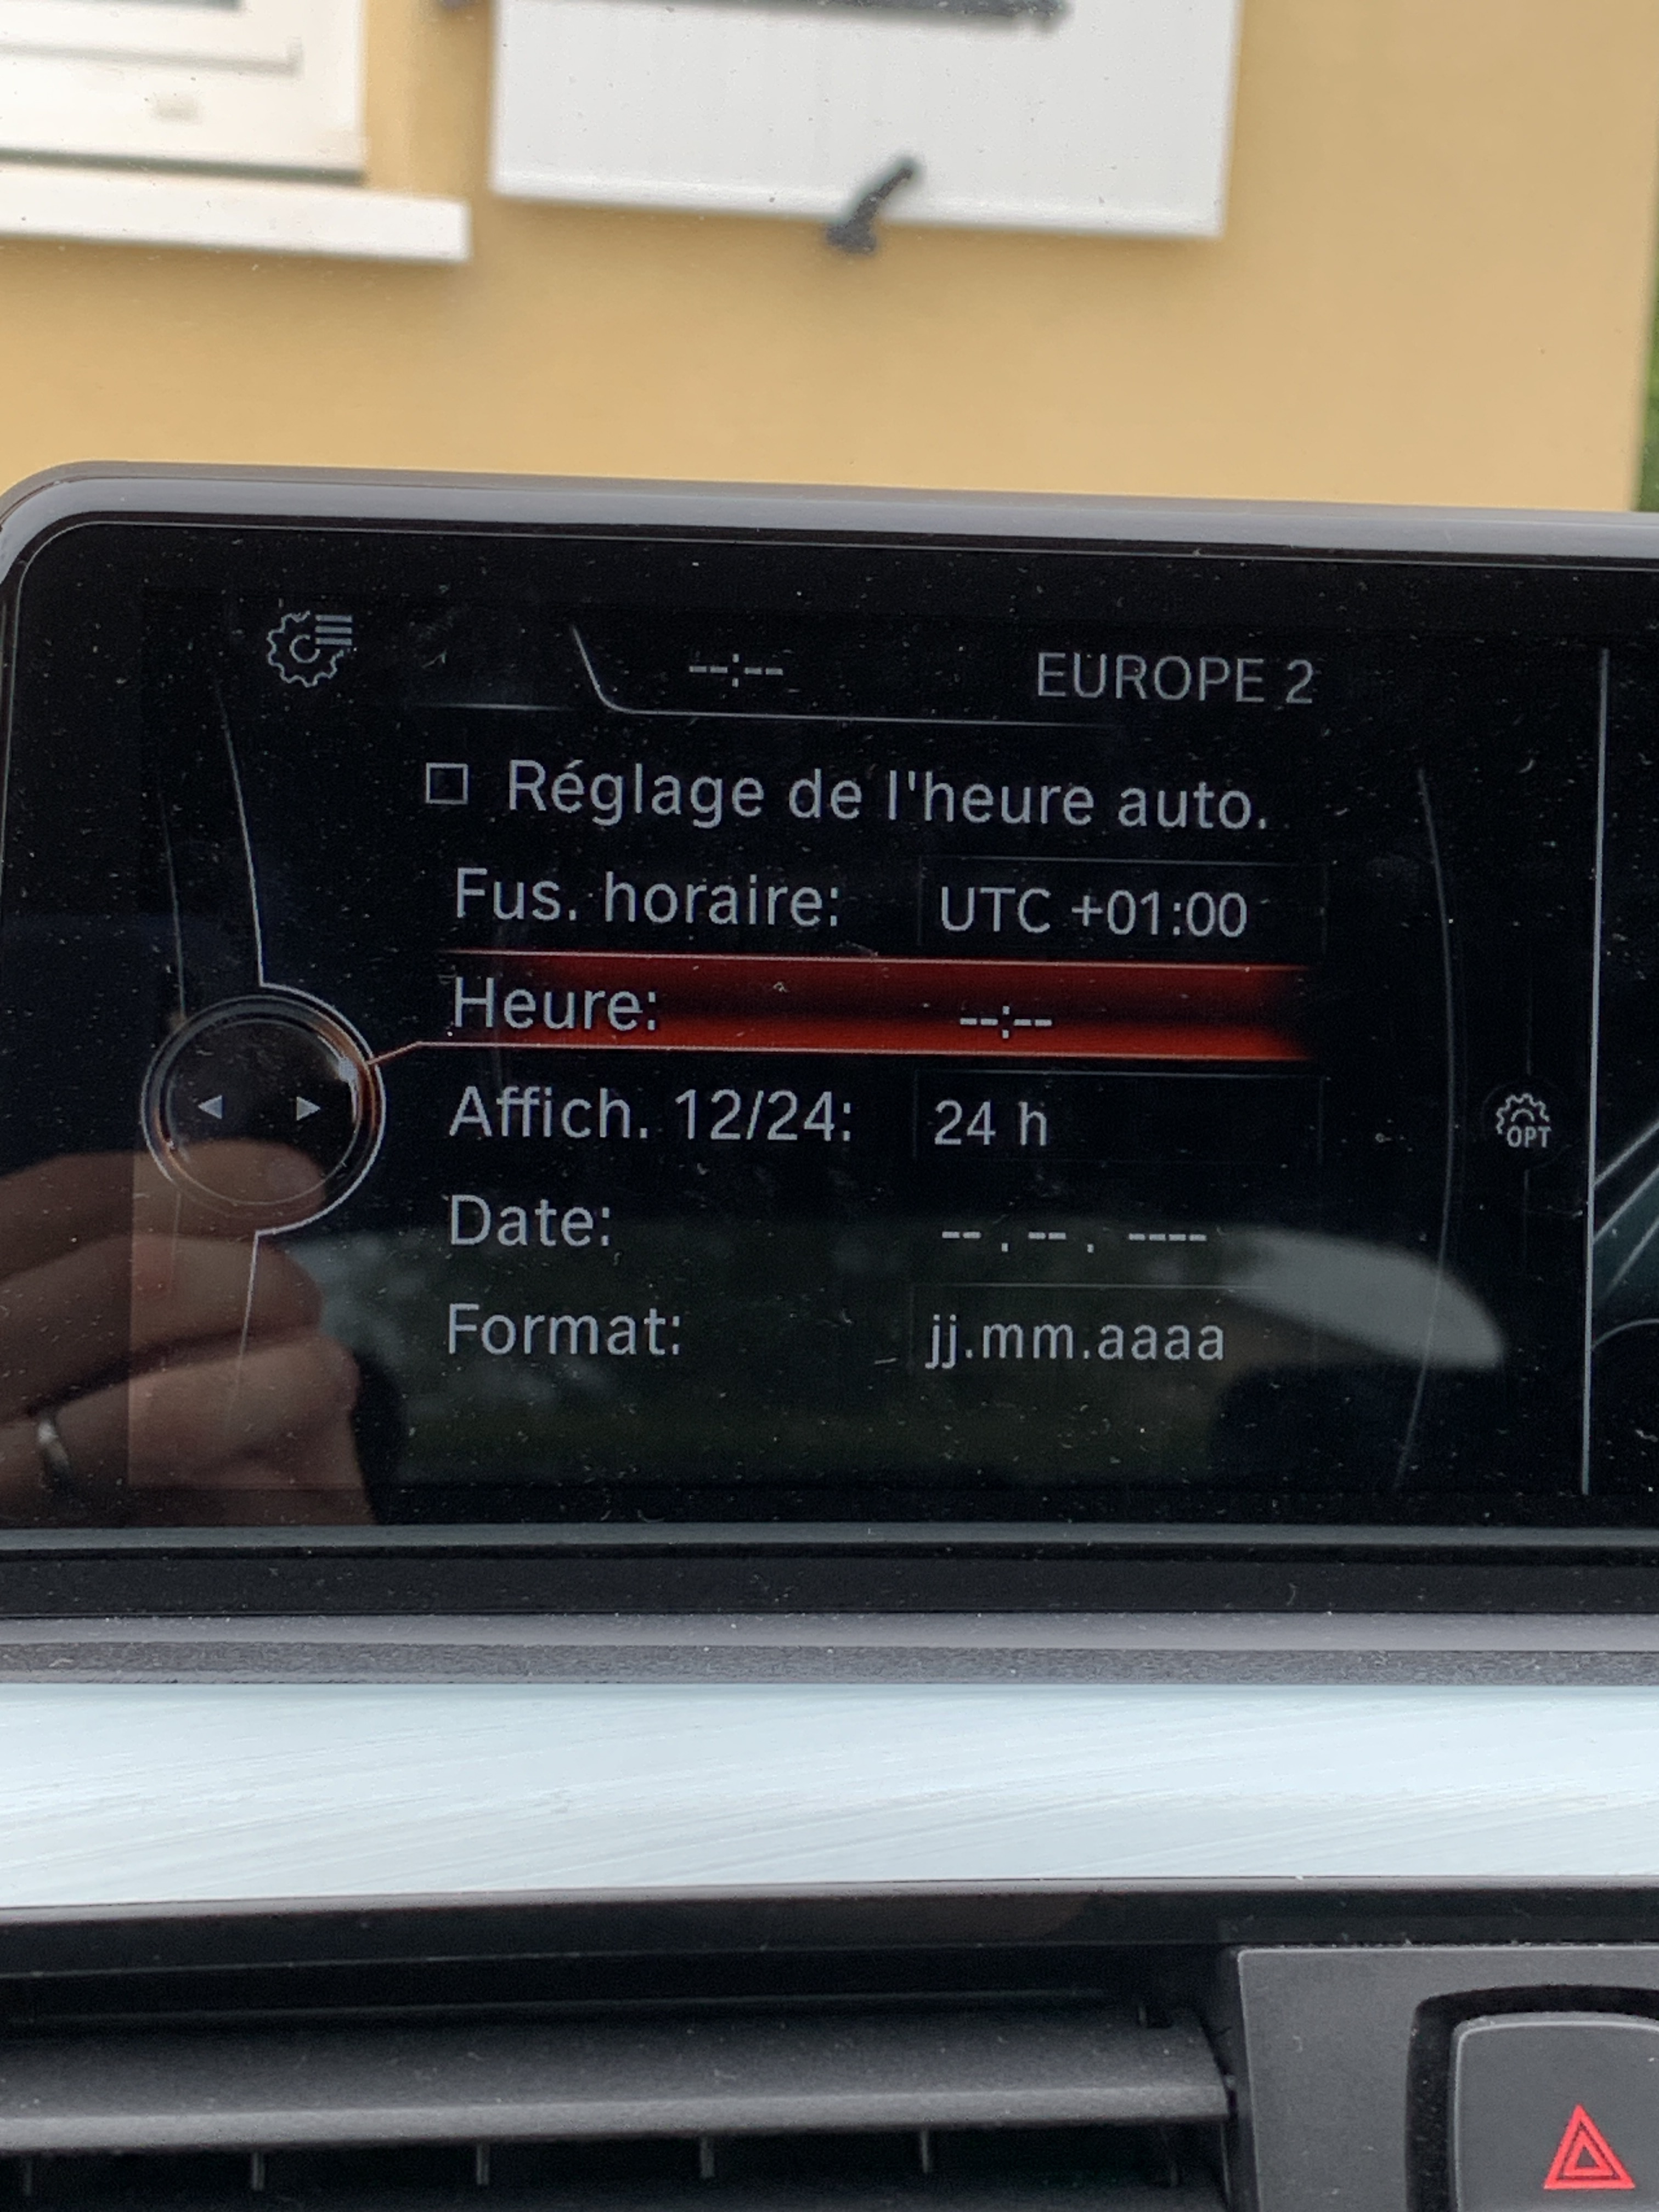 --:-- EUROPE 2
Réglage de l'heure auto.
Fus. horaire: UTC +01:00
Heure: --:--
Affich. 12/24: 24 h
OPT
Date: -- . -- . ----
Format: jj.mm.aaaa